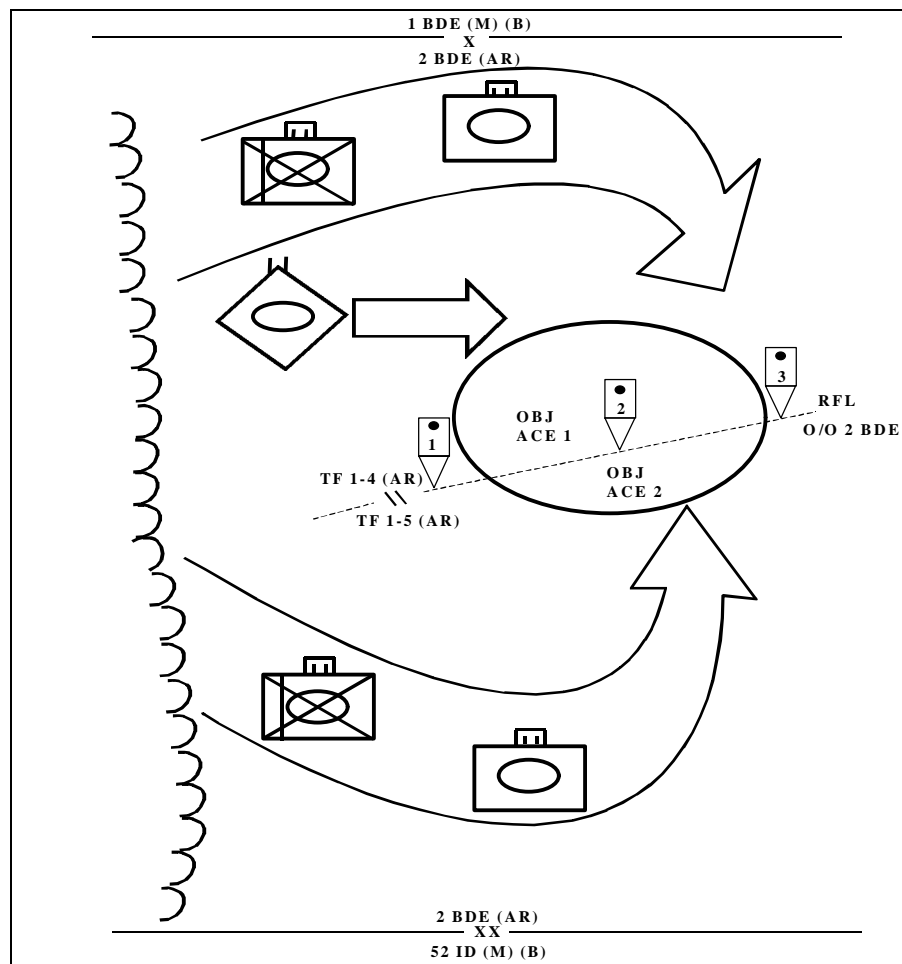 1 BDE (M) (B)
X
2 BDE (AR)
3
RFL
2
OBJ
ACE 1
O/O 2 BDE
1
OBJ
ACE 2
TF 1-4 (AR)
TF 1-5 (AR)
2 BDE (AR)
XX
52 ID (M) (B)